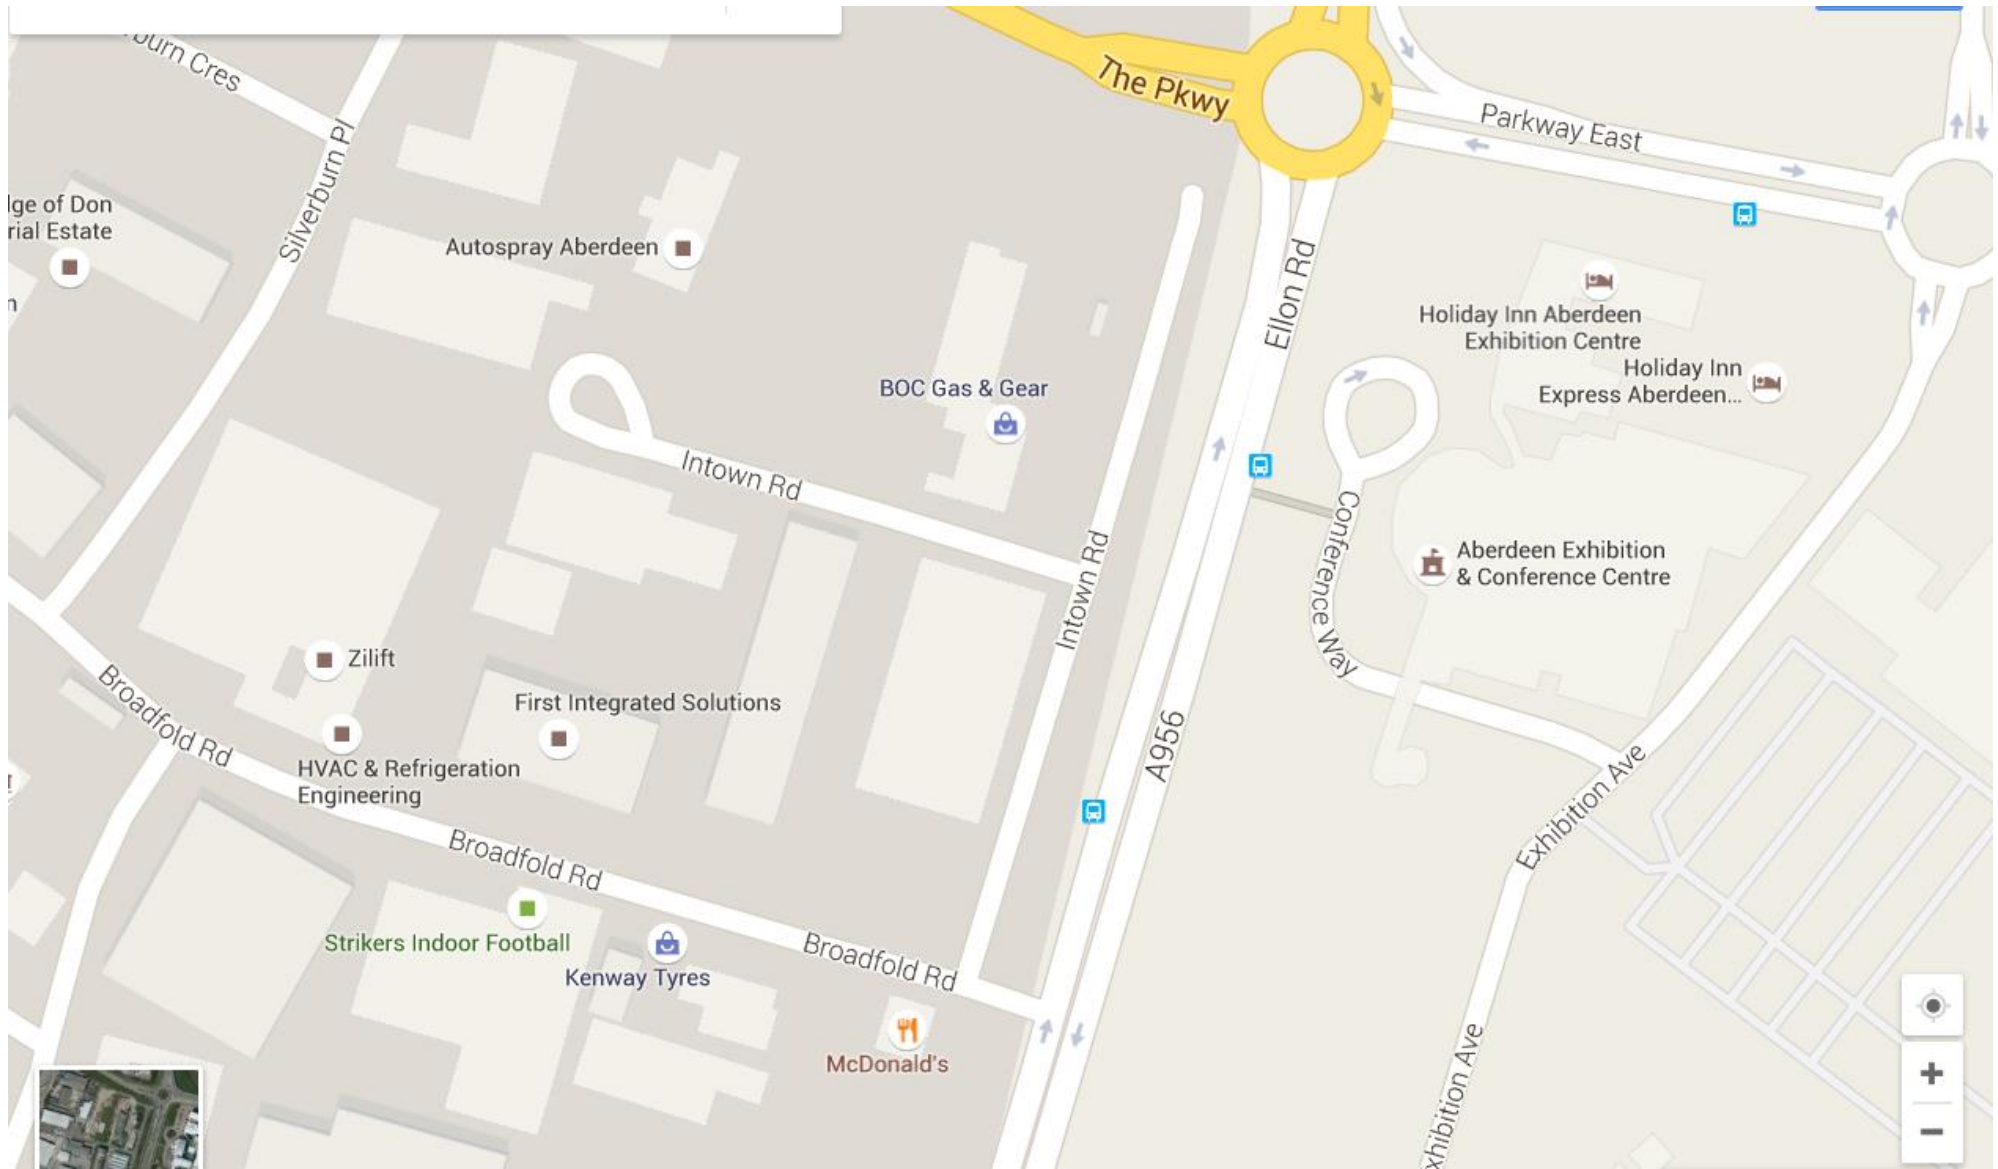 burn Cres
The Pkwy
Parkway East
Silverburn Pl
dge of Don
rial Estate
Autospray Aberdeen
Ellon Rd
Holiday Inn Aberdeen
Exhibition Centre
Holiday Inn
Express Aberdeen...
BOC Gas & Gear
Intown Rd
Conference Way
Aberdeen Exhibition
& Conference Centre
Intown Rd
Zilift
Broadfold Rd
First Integrated Solutions
A956
HVAC & Refrigeration
Engineering
Exhibition Ave
Broadfold Rd
Strikers Indoor Football
Kenway Tyres
Broadfold Rd
McDonald's
xhibition Ave
+
−